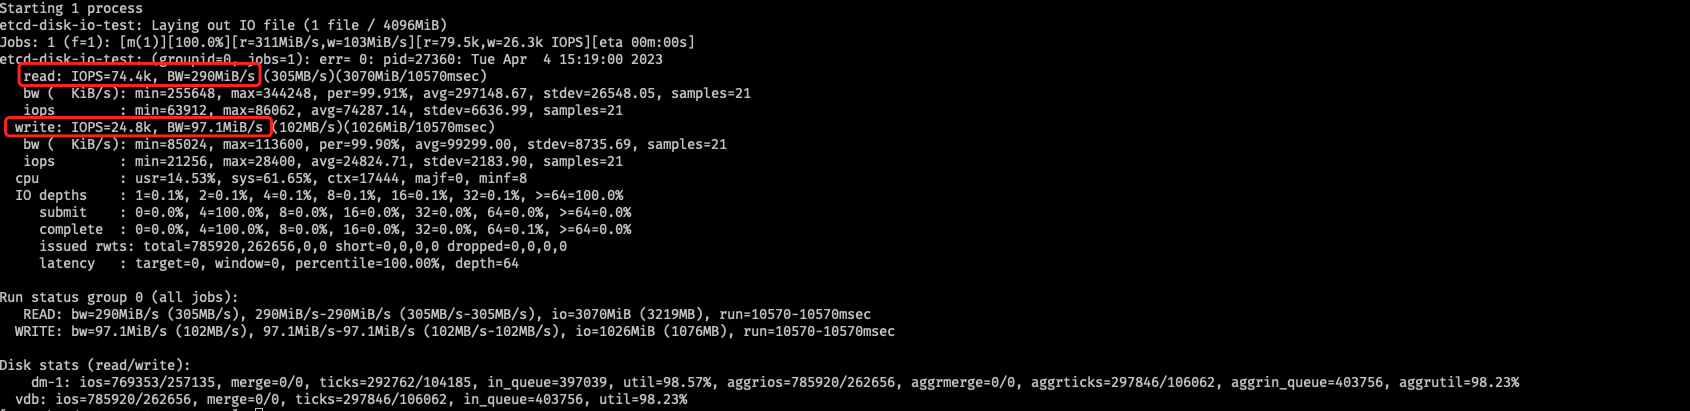 Starting 1 process
etcd-disk-io-test: Laying out IO file (1 file / 4096MiB)
Jobs: 1 (f=1): [m(1)][100.0%][r=311MiB/s,w=103MiB/s][r=79.5k,w=26.3k IOPS][eta 00m:00s]
etcd-disk-io-test: (groupid=0, jobs=1): err= 0: pid=27360: Tue Apr  4 15:19:00 2023
   read: IOPS=74.4k, BW=290MiB/s (305MB/s)(3070MiB/10570msec)
   bw (  KiB/s): min=255648, max=344248, per=99.91%, avg=297148.67, stdev=26548.05, samples=21
   iops        : min=63912, max=86062, avg=74287.14, stdev=6636.99, samples=21
  write: IOPS=24.8k, BW=97.1MiB/s (102MB/s)(1026MiB/10570msec)
   bw (  KiB/s): min=85024, max=113600, per=99.90%, avg=99299.00, stdev=8735.69, samples=21
   iops        : min=21256, max=28400, avg=24824.71, stdev=2183.90, samples=21
  cpu          : usr=14.53%, sys=61.65%, ctx=17444, majf=0, minf=8
  IO depths    : 1=0.1%, 2=0.1%, 4=0.1%, 8=0.1%, 16=0.1%, 32=0.1%, >=64=100.0%
     submit    : 0=0.0%, 4=100.0%, 8=0.0%, 16=0.0%, 32=0.0%, 64=0.0%, >=64=0.0%
     complete  : 0=0.0%, 4=100.0%, 8=0.0%, 16=0.0%, 32=0.0%, 64=0.1%, >=64=0.0%
     issued rwts: total=785920,262656,0,0 short=0,0,0,0 dropped=0,0,0,0
     latency   : target=0, window=0, percentile=100.00%, depth=64
Run status group 0 (all jobs):
   READ: bw=290MiB/s (305MB/s), 290MiB/s-290MiB/s (305MB/s-305MB/s), io=3070MiB (3219MB), run=10570-10570msec
  WRITE: bw=97.1MiB/s (102MB/s), 97.1MiB/s-97.1MiB/s (102MB/s-102MB/s), io=1026MiB (1076MB), run=10570-10570msec
Disk stats (read/write):
    dm-1: ios=769353/257135, merge=0/0, ticks=292762/104185, in_queue=397039, util=98.57%, aggrios=785920/262656, aggrmerge=0/0, aggrticks=297846/106062, aggrin_queue=403756, aggrutil=98.23%
  vdb: ios=785920/262656, merge=0/0, ticks=297846/106062, in_queue=403756, util=98.23%